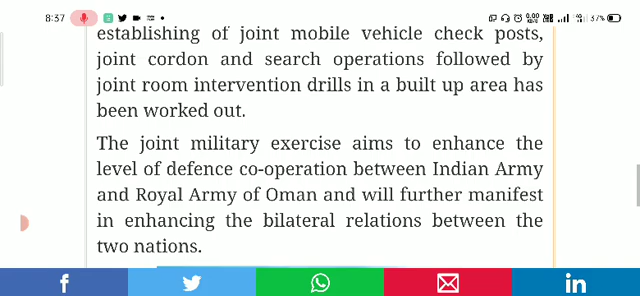 8:37
37%
establishing of joint mobile vehicle check posts,
joint cordon and search operations followed by
joint room intervention drills in a built up area has
been worked out.
The joint military exercise aims to enhance the
level of defence co-operation between Indian Army
and Royal Army of Oman and will further manifest
in enhancing the bilateral relations between the
two nations.
f
in